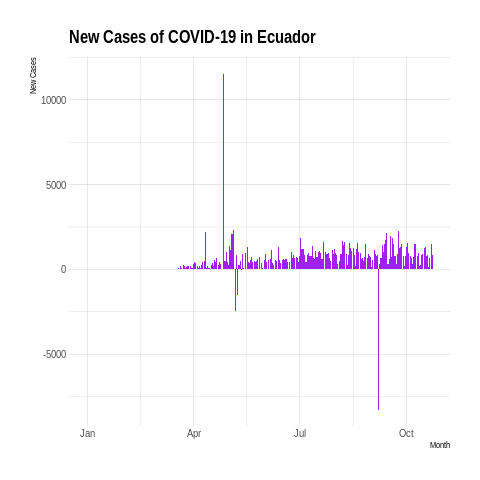 New Cases of COVID-19 in Ecuador
New Cases
10000
5000
0
-5000
Jan Apr Jul Oct
Month